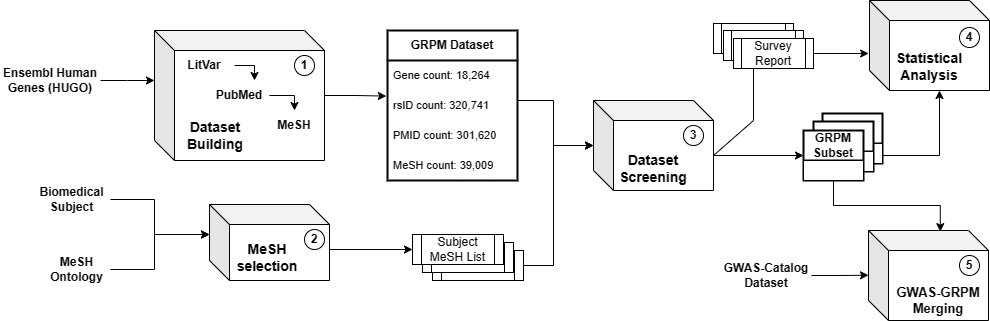 Ensembl Human
Genes (HUGO)
1
LitVar
PubMed
MeSH
Dataset
Building
GRPM Dataset
Gene count: 18,264
rsID count: 320,741
PMID count: 301,620
MeSH count: 39,009
Biomedical
Subject
MeSH
Ontology
2
MeSH
selection
Subject
MeSH List
3
Dataset
Screening
Survey
Report
GRPM
Subset
4
Statistical
Analysis
GWAS-Catalog
Dataset
5
GWAS-GRPM
Merging